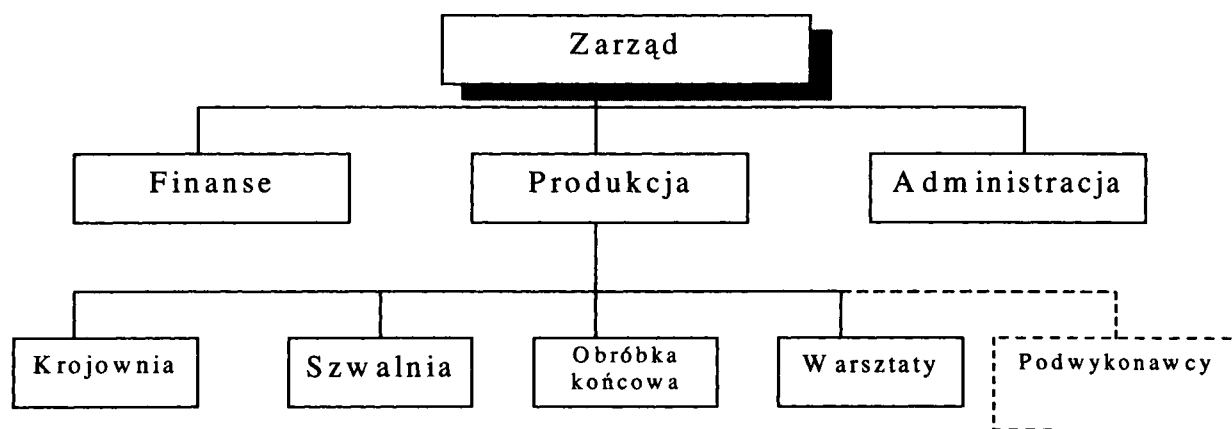 Zarząd
Finanse
Produkcja
Administracja
Krojownia
Szwalnia
Obróbka
końcowa
Warsztaty
Podwykonawcy